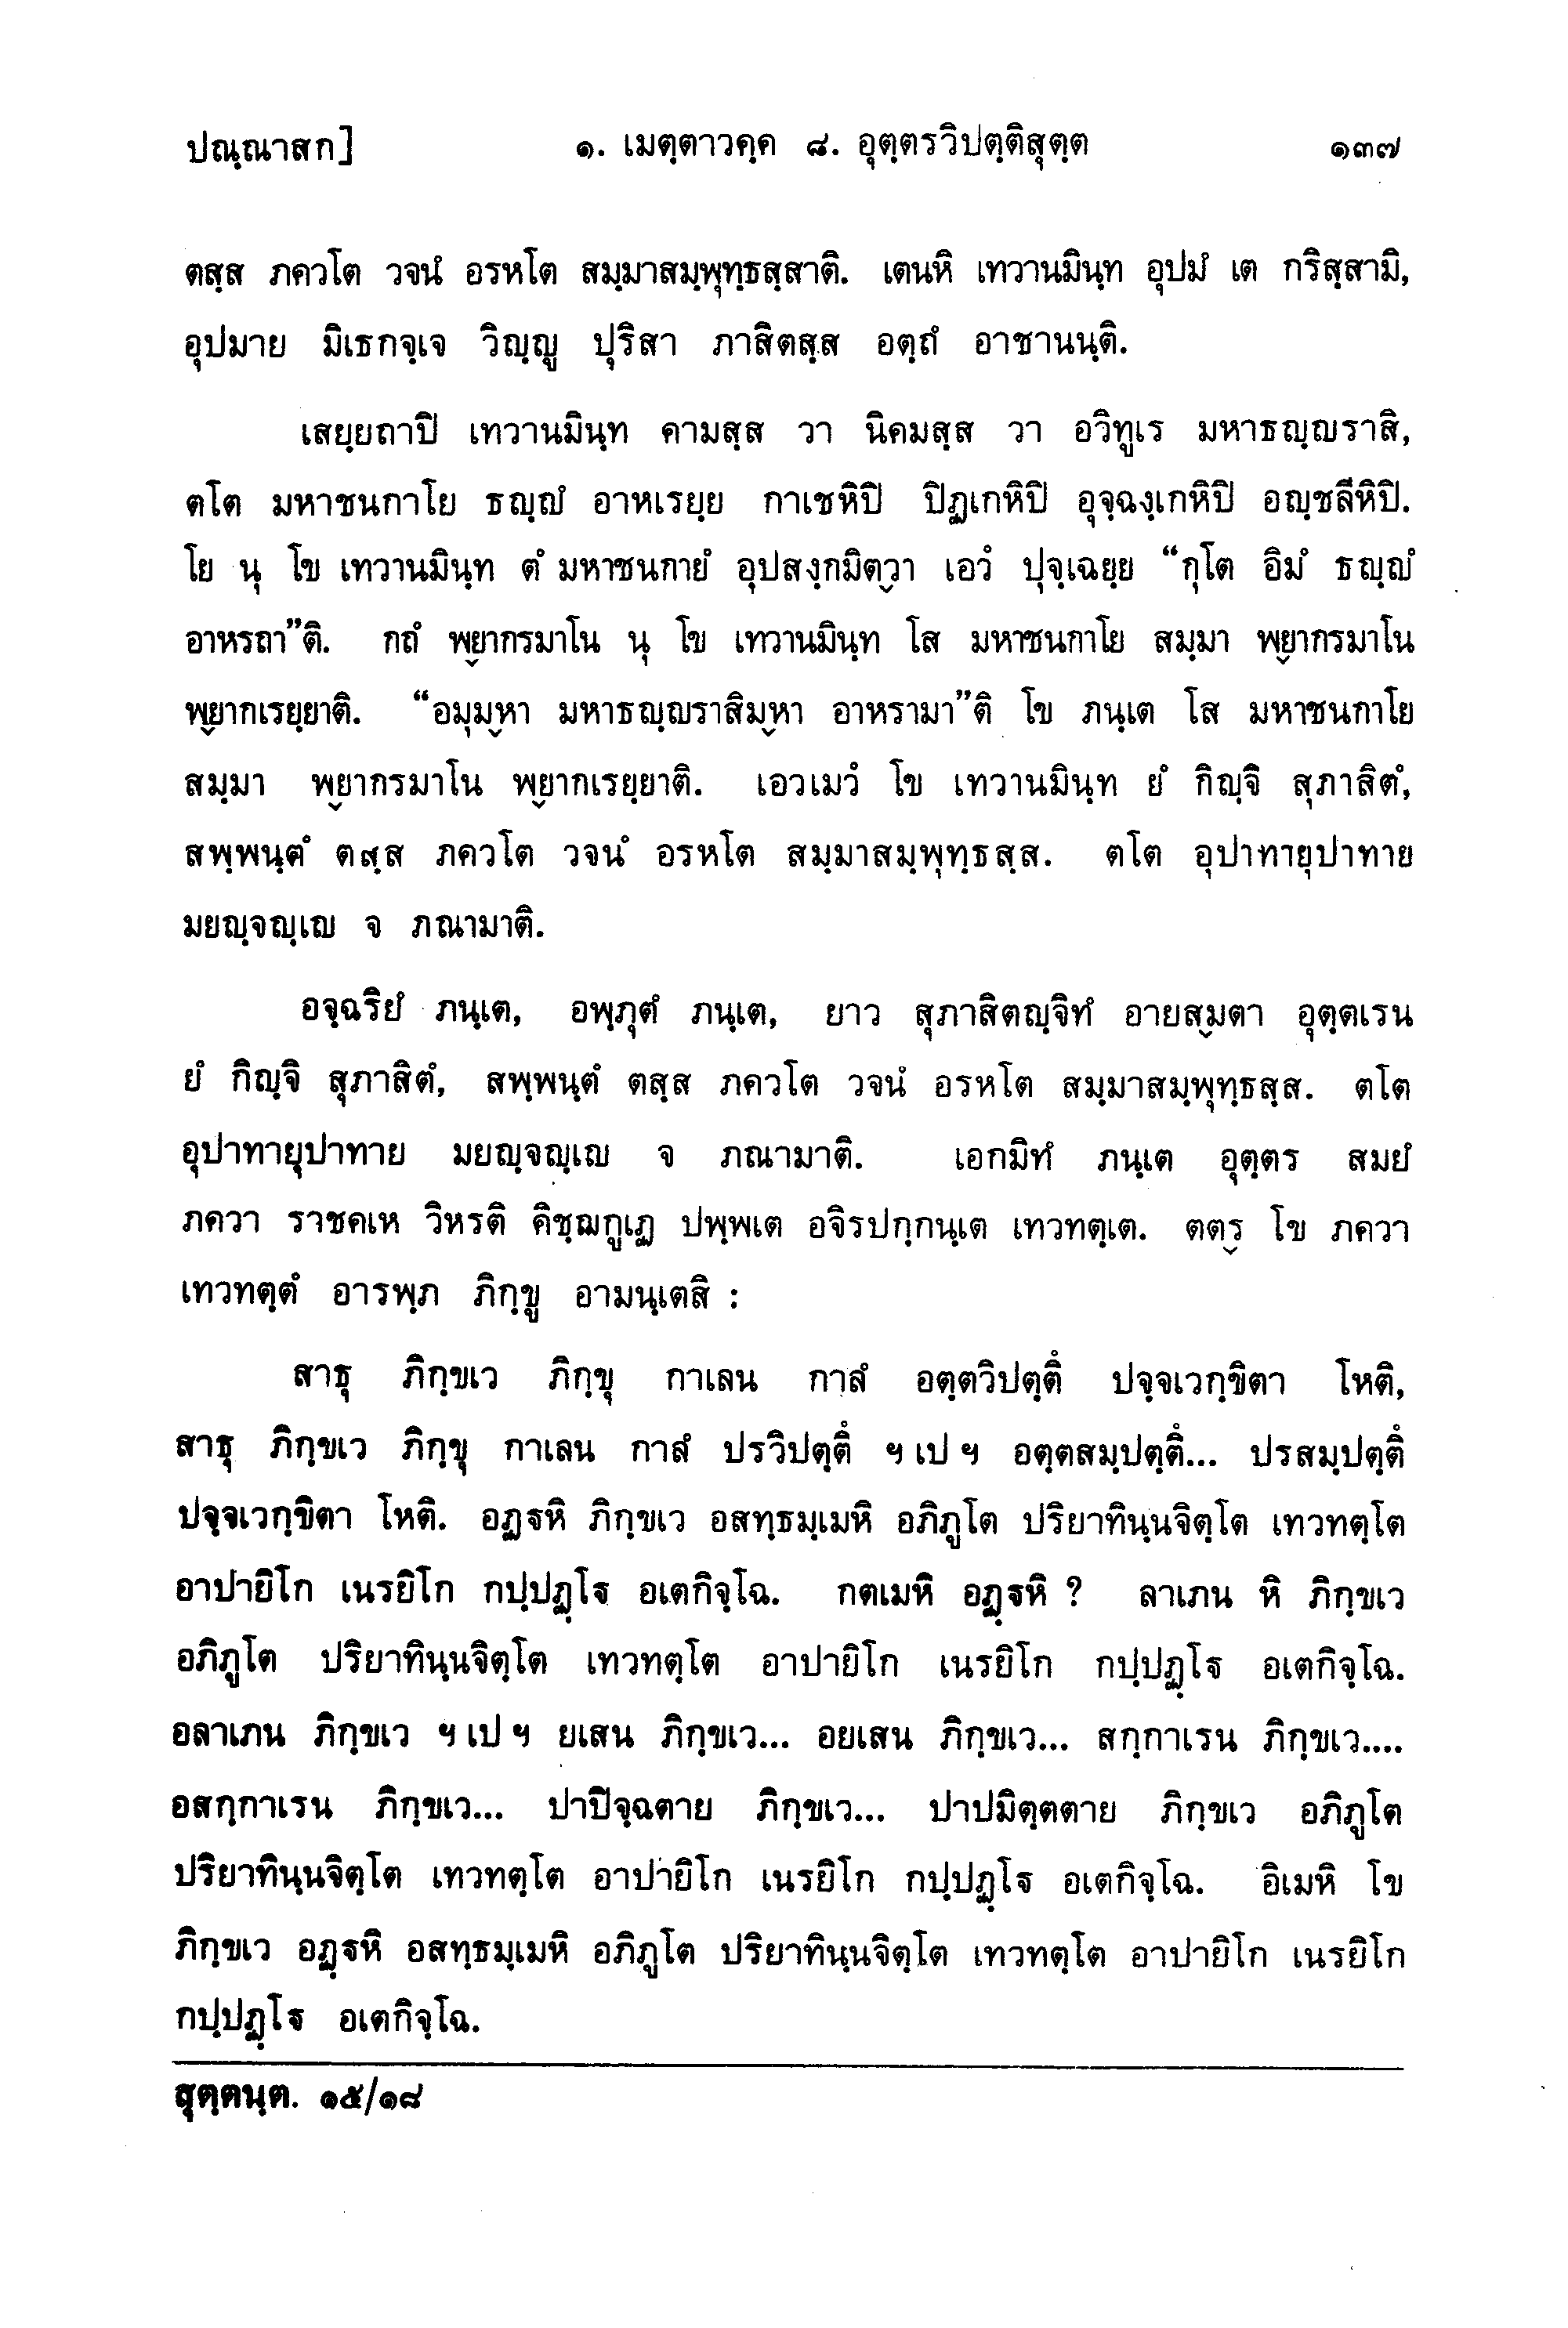 ปณฺณาสก] ๑. เมตฺตาวคฺค ๘. อุตฺตรวิปตฺติสุตฺต ๑๓๗
ตสฺส ภควโต วจนํ อรหโต สมฺมาสมฺพุทฺธสฺสาติ. เตนหิ เทวานมินฺท อุปมํ เต กริสฺสามิ,
อุปมาย มิเธกจฺเจ วิญฺญู ปุริสา ภาสิตสฺส อตฺถํ อาชานนฺติ.
เสยฺยถาปิ เทวานมินฺท คามสฺส วา นิคมสฺส วา อวิทูเร มหาธญฺญราสิ,
ตโต มหาชนกาโย ธญฺญํ อาหเรยฺย กาเชหิปิ ปิฏเกหิปิ อุจฺฉงฺเกหิปิ อญฺชลีหิปิ.
โย นุ โข เทวานมินฺท ตํ มหาชนกายํ อุปสงฺกมิตฺวา เอวํ ปุจฺเฉยฺย “กุโต อิมํ ธญฺญํ
อาหรถา”ติ. กถํ พฺยากรมาโน นุ โข เทวานมินฺท โส มหาชนกาโย สมฺมา พฺยากรมาโน
พฺยากเรยฺยาติ. “อมุมฺหา มหาธญฺญราสิมฺหา อาหรามา”ติ โข ภนฺเต โส มหาชนกาโย
สมฺมา พฺยากรมาโน พฺยากเรยฺยาติ. เอวเมวํ โข เทวานมินฺท ยํ กิญฺจิ สุภาสิตํ,
สพฺพนฺตํ ตสฺส ภควโต วจนํ อรหโต สมฺมาสมฺพุทฺธสฺส. ตโต อุปาทายุปาทาย
มยญฺจญฺเญ จ ภณามาติ.
อจฺฉริยํ ภนฺเต, อพฺภุตํ ภนฺเต, ยาว สุภาสิตญฺจิทํ อายสฺมตา อุตฺตเรน
ยํ กิญฺจิ สุภาสิตํ, สพฺพนฺตํ ตสฺส ภควโต วจนํ อรหโต สมฺมาสมฺพุทฺธสฺส. ตโต
อุปาทายุปาทาย มยญฺจญฺเญ จ ภณามาติ. เอกมิทํ ภนฺเต อุตฺตร สมยํ
ภควา ราชคเห วิหรติ คิชฺฌกูเฏ ปพฺพเต อจิรปกฺกนฺเต เทวทตฺเต. ตตฺร โข ภควา
เทวทตฺตํ อารพฺภ ภิกฺขู อามนฺเตสิ :
สาธุ ภิกฺขเว ภิกฺขุ กาเลน กาลํ อตฺตวิปตฺตึ ปจฺจเวกฺขิตา โหติ,
สาธุ ภิกฺขเว ภิกฺขุ กาเลน กาลํ ปรวิปตฺตึ ฯ เป ฯ อตฺตสมฺปตฺตึ... ปรสมฺปตฺตึ
ปจฺจเวกฺขิตา โหติ. อฏฺฐหิ ภิกฺขเว อสทฺธมฺเมหิ อภิภูโต ปริยาทินฺนจิตฺโต เทวทตฺโต
อาปายิโก เนรยิโก กปฺปฏฺโฐ อเตกิจฺโฉ. กตเมหิ อฏฺฐหิ ? ลาเภน หิ ภิกฺขเว
อภิภูโต ปริยาทินฺนจิตฺโต เทวทตฺโต อาปายิโก เนรยิโก กปฺปฏฺโฐ อเตกิจฺโฉ.
อลาเภน ภิกฺขเว ฯ เป ฯ ยเสน ภิกฺขเว... อยเสน ภิกฺขเว... สกฺกาเรน ภิกฺขเว....
อสกฺกาเรน ภิกฺขเว... ปาปิจฺฉตาย ภิกฺขเว... ปาปมิตฺตตาย ภิกฺขเว อภิภูโต
ปริยาทินฺนจิตฺโต เทวทตฺโต อาปายิโก เนรยิโก กปฺปฏฺโฐ อเตกิจฺโฉ. อิเมหิ โข
ภิกฺขเว อฏฺฐหิ อสทฺธมฺเมหิ อภิภูโต ปริยาทินฺนจิตฺโต เทวทตฺโต อาปายิโก เนรยิโก
กปฺปฏฺโฐ อเตกิจฺโฉ.
สุตฺตนฺต. ๑๕/๑๘